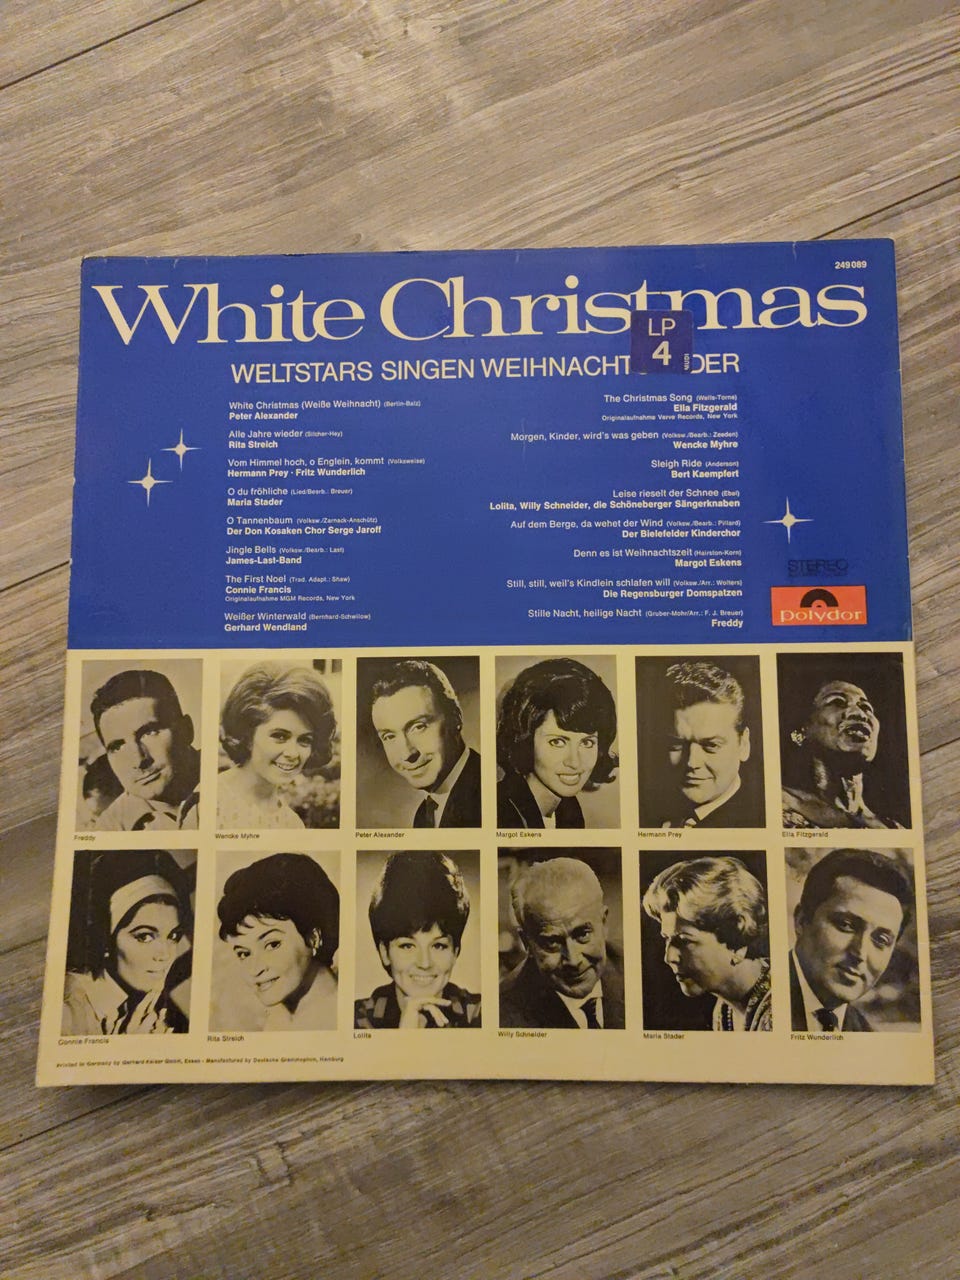 249 089
White Christmas
WELTSTARS SINGEN WEIHNACHT DER
LP
4
White Christmas (Weiße Weihnacht) (Berlin-Balz)
Peter Alexander
Alle Jahre wieder (Silcher-Hey)
Rita Streich
Vom Himmel hoch, o Englein, kommt (Volksweise)
Hermann Prey · Fritz Wunderlich
O du fröhliche (Lied/Bearb.: Breuer)
Maria Stader
O Tannenbaum (Volksw./Zarnack-Anschütz)
Der Don Kosaken Chor Serge Jaroff
Jingle Bells (Volksw./Bearb.: Last)
James-Last-Band
The First Noel (Trad. Adapt.: Shaw)
Connie Francis
Originalaufnahme MGM Records, New York
Weißer Winterwald (Bernhard-Schwilow)
Gerhard Wendland
The Christmas Song (Wells-Torme)
Ella Fitzgerald
Originalaufnahme Verve Records, New York
Morgen, Kinder, wird's was geben (Volksw./Bearb.: Zeeden)
Wencke Myhre
Sleigh Ride (Anderson)
Bert Kaempfert
Leise rieselt der Schnee (Ebel)
Lolita, Willy Schneider, die Schöneberger Sängerknaben
Auf dem Berge, da wehet der Wind (Volksw./Bearb.: Pillard)
Der Bielefelder Kinderchor
Denn es ist Weihnachtszeit (Hairston-Korn)
Margot Eskens
Still, still, weil's Kindlein schlafen will (Volksw./Arr.: Wolters)
Die Regensburger Domspatzen
Stille Nacht, heilige Nacht (Gruber-Mohr/Arr.: F. J. Breuer)
Freddy
STEREO
polydor
Freddy
Wencke Myhre
Peter Alexander
Margot Eskens
Hermann Prey
Ella Fitzgerald
Connie Francis
Rita Streich
Lolita
Willy Schneider
Maria Stader
Fritz Wunderlich
Printed in Germany by Gerhard Kaiser GmbH, Essen · Manufactured by Deutsche Grammophon, Hamburg